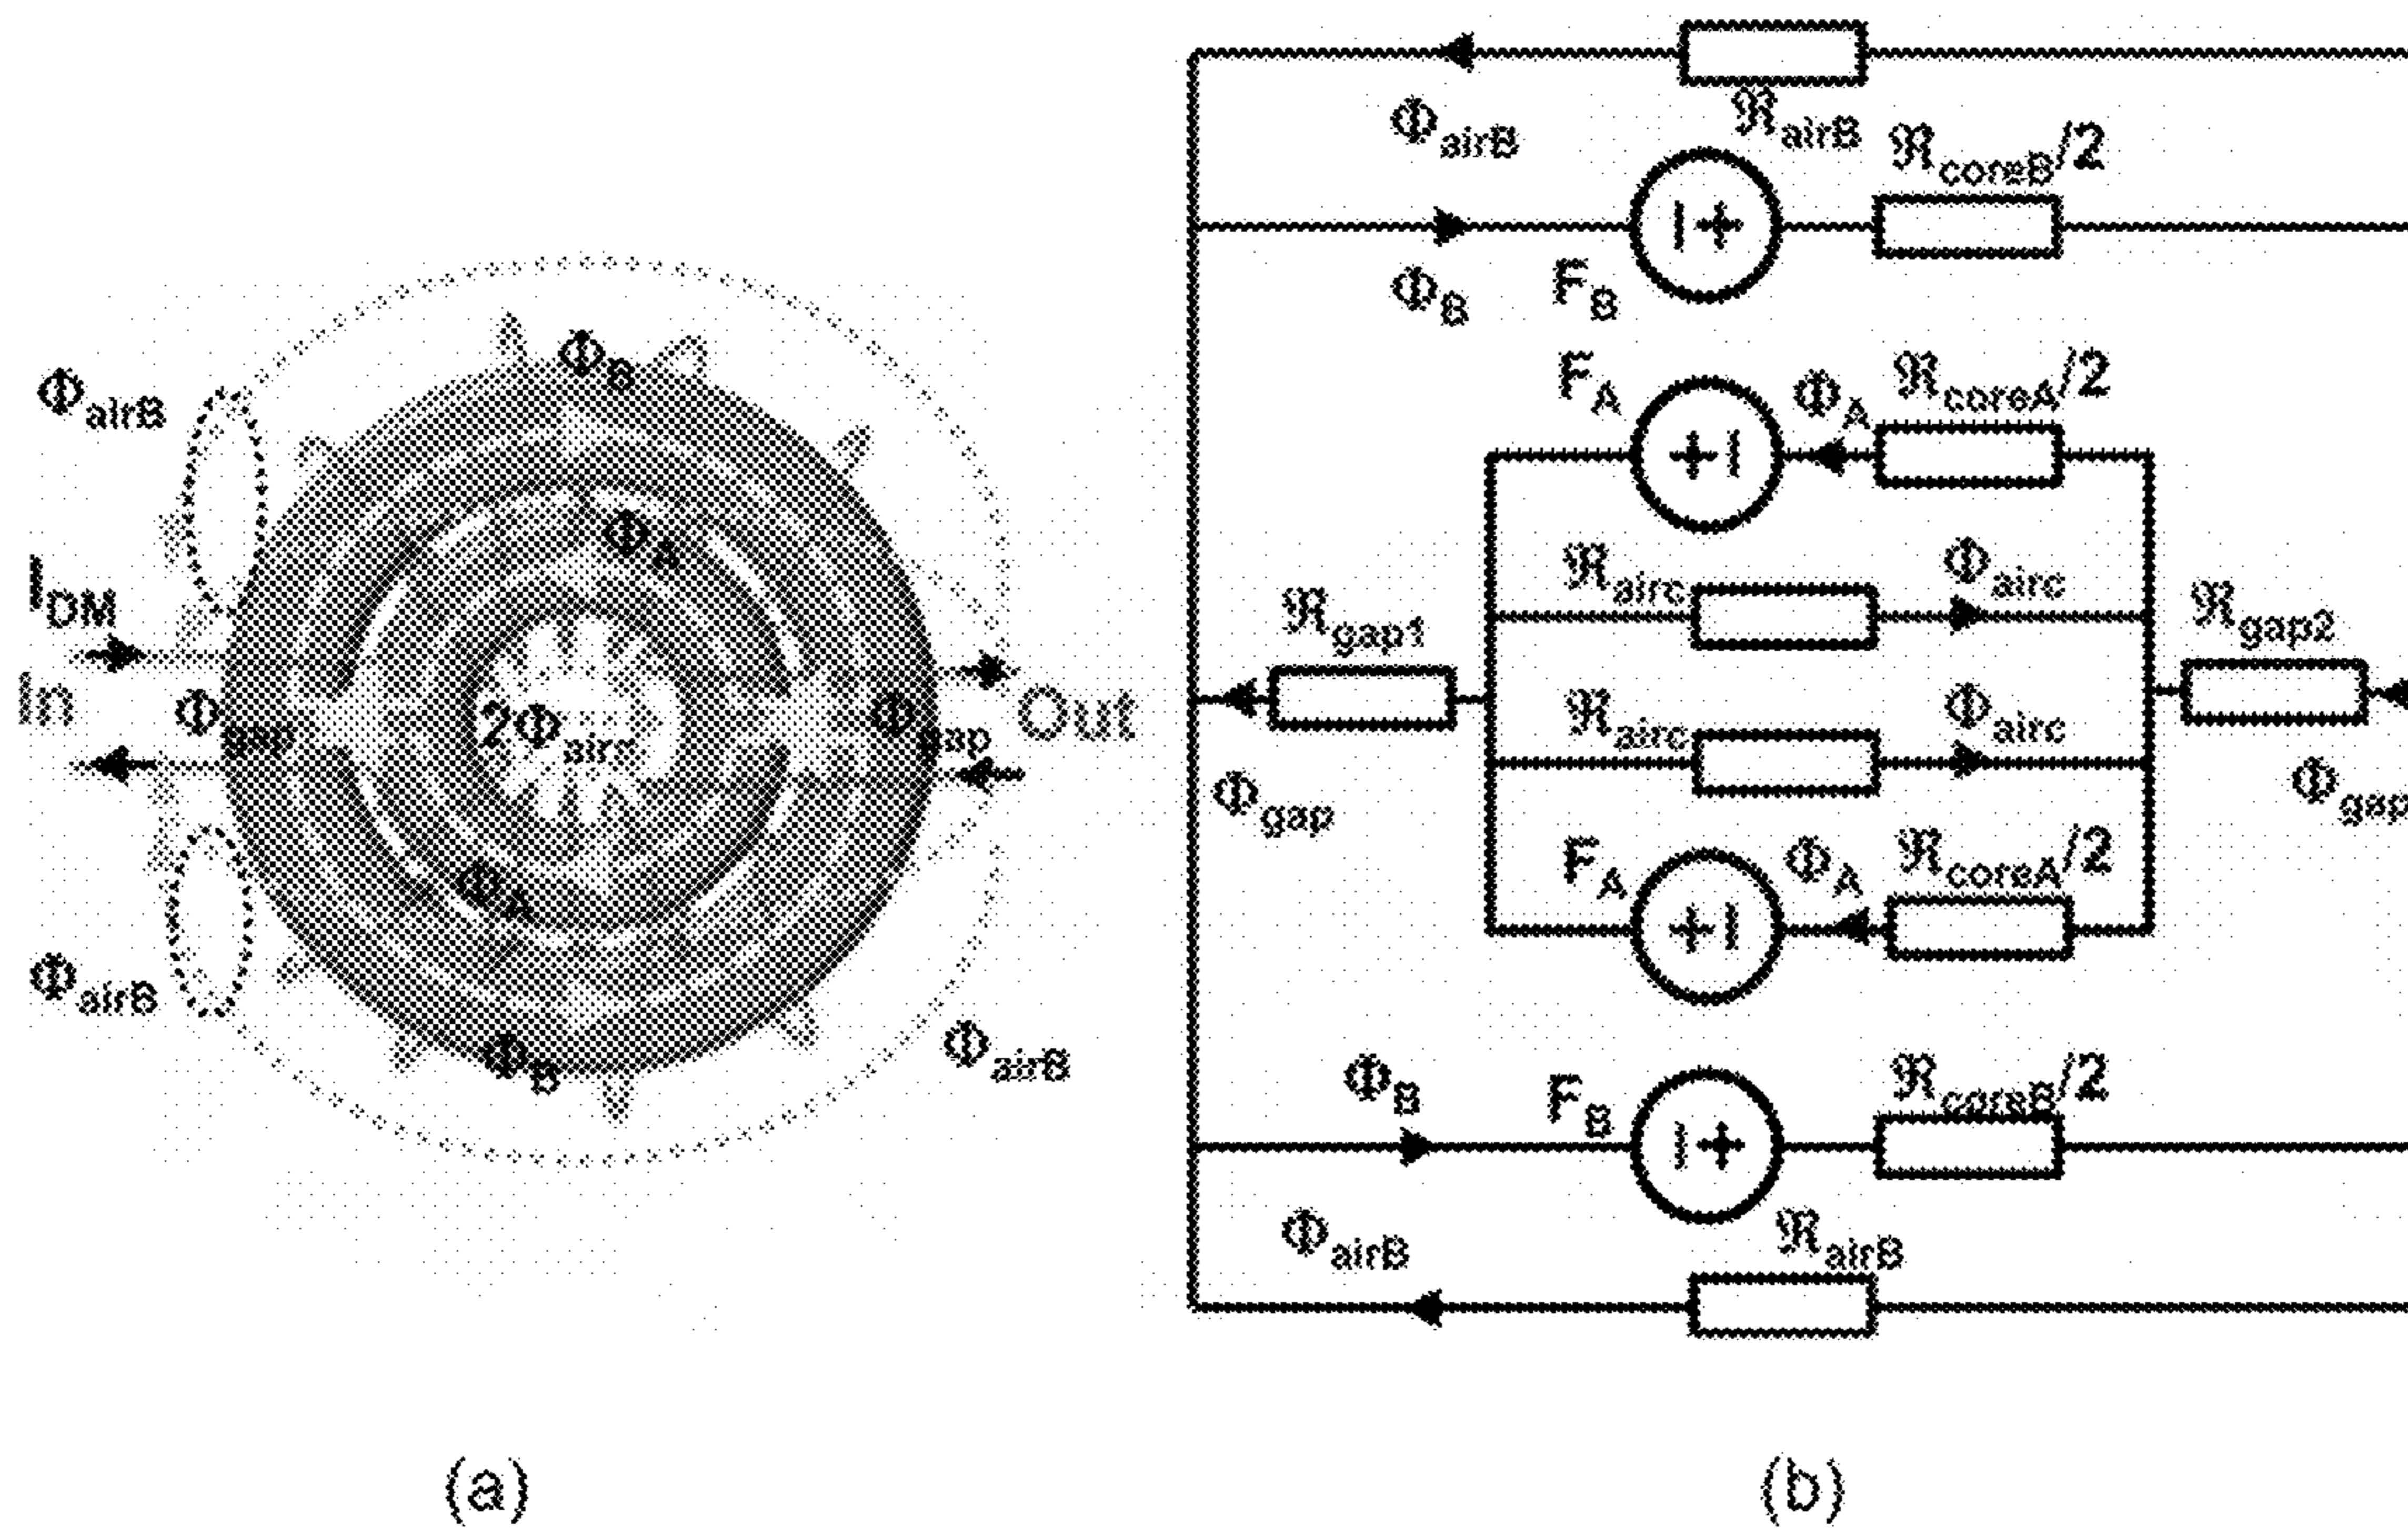 Φ_airB
Φ_B
Φ_A
I_DM
In
Φ_gap
2Φ_airc
Φ_gap
Out
Φ_A
Φ_airB
Φ_B
Φ_airB
(a)
Φ_airB
ℜ_airB
ℜ_coreB/2
Φ_B
F_B
F_A
Φ_A
ℜ_coreA/2
ℜ_airc
Φ_airc
ℜ_gap1
ℜ_gap2
ℜ_airc
Φ_airc
Φ_gap
Φ_gap
F_A
Φ_A
ℜ_coreA/2
Φ_B
F_B
ℜ_coreB/2
Φ_airB
ℜ_airB
(b)